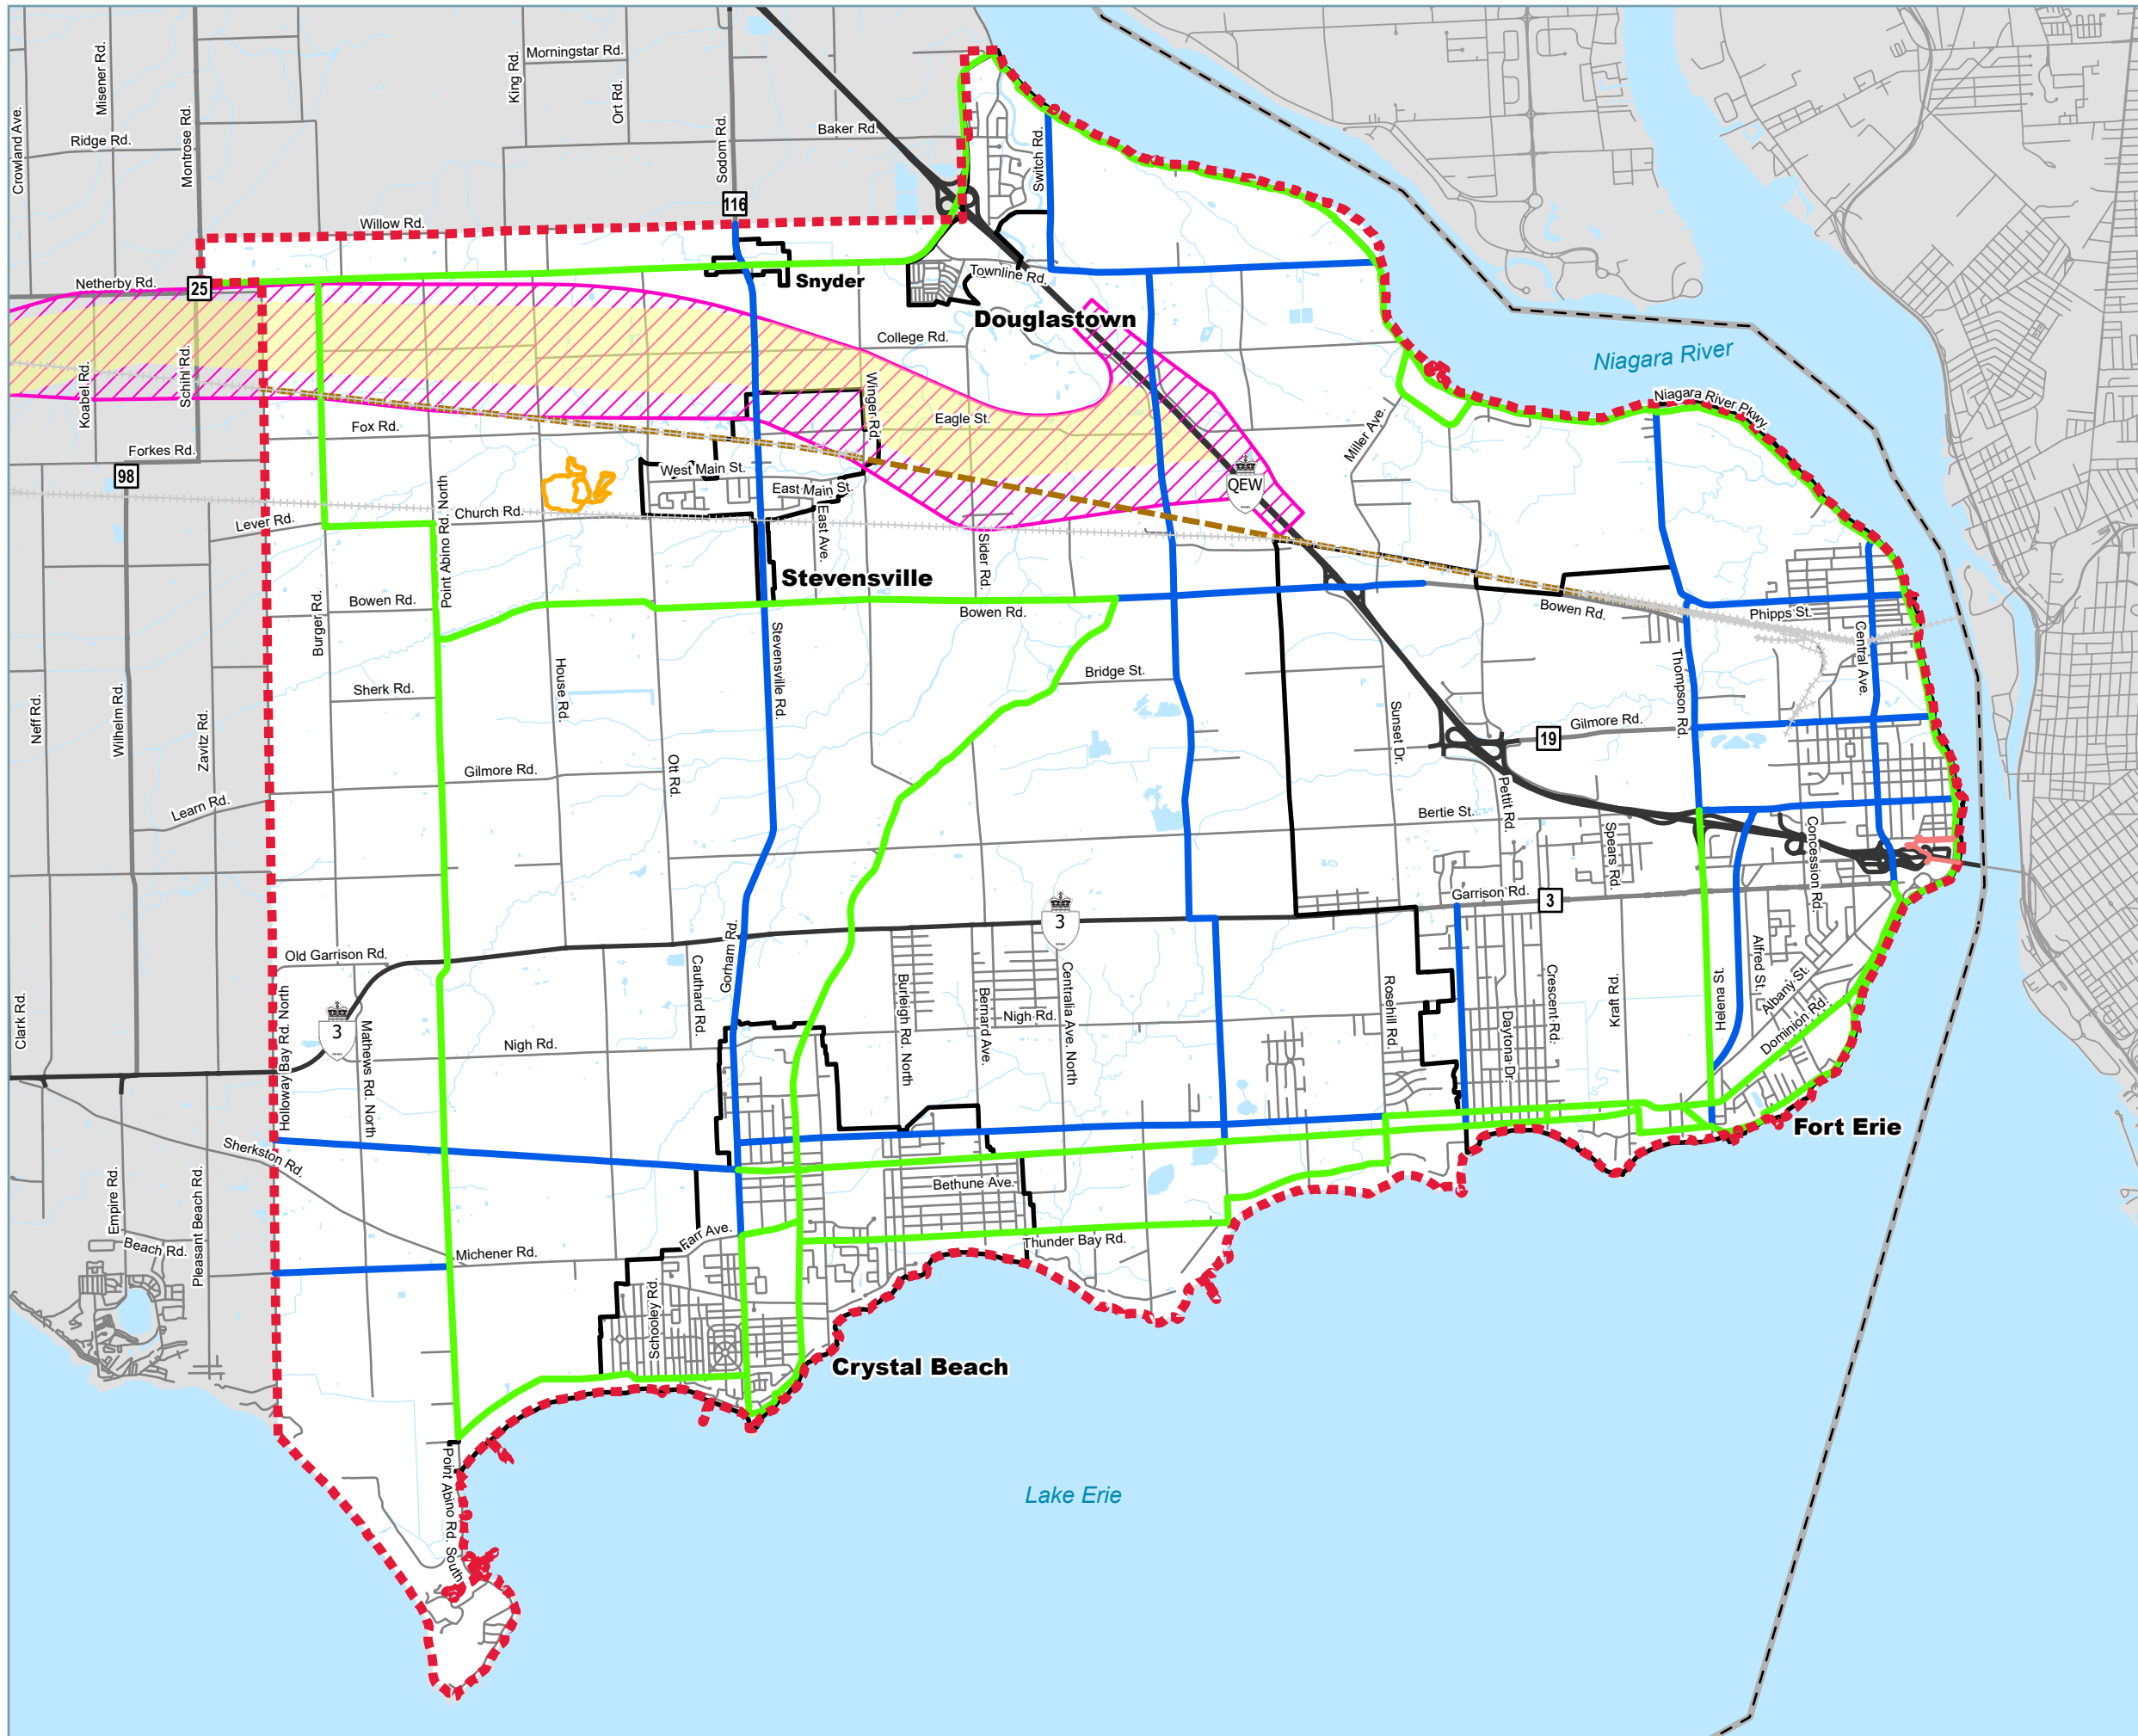 Morningstar Rd.
Misener Rd.
King Rd.
Ort Rd.
Crowland Ave.
Ridge Rd.
Montrose Rd.
Sodom Rd.
Baker Rd.
Switch Rd.
116
Willow Rd.
Netherby Rd.
25
Snyder
Townline Rd.
Douglastown
College Rd.
Niagara River
Koabel Rd.
Schihl Rd.
Winger Rd.
Eagle St.
Niagara River Pkwy.
Fox Rd.
Miller Ave.
Forkes Rd.
98
West Main St.
East Main St.
QEW
Point Abino Rd. North
Church Rd.
Lever Rd.
East Ave.
Sider Rd.
Stevensville
Bowen Rd.
Bowen Rd.
Bowen Rd.
Phipps St.
Burger Rd.
Stevensville Rd.
Central Ave.
Bridge St.
Thompson Rd.
Sherk Rd.
House Rd.
Neff Rd.
Wilhelm Rd.
Zavitz Rd.
Sunset Dr.
Gilmore Rd.
19
Gilmore Rd.
Ott Rd.
Pettit Rd.
Learn Rd.
Bertie St.
Spears Rd.
Concession Rd.
Garrison Rd.
3
3
Old Garrison Rd.
Gorham Rd.
Cauthard Rd.
Burleigh Rd. North
Bernard Ave.
Centralia Ave. North
Rosehill Rd.
Crescent Rd.
Kraft Rd.
Helena St.
Alfred St.
Albany St.
Clark Rd.
Holloway Bay Rd. North
3
Mathews Rd. North
Nigh Rd.
Nigh Rd.
Daytona Dr.
Dominion Rd.
Fort Erie
Sherkston Rd.
Empire Rd.
Pleasant Beach Rd.
Bethune Ave.
Beach Rd.
Michener Rd.
Farr Ave.
Thunder Bay Rd.
Schooley Rd.
Crystal Beach
Point Abino Rd. South
Lake Erie